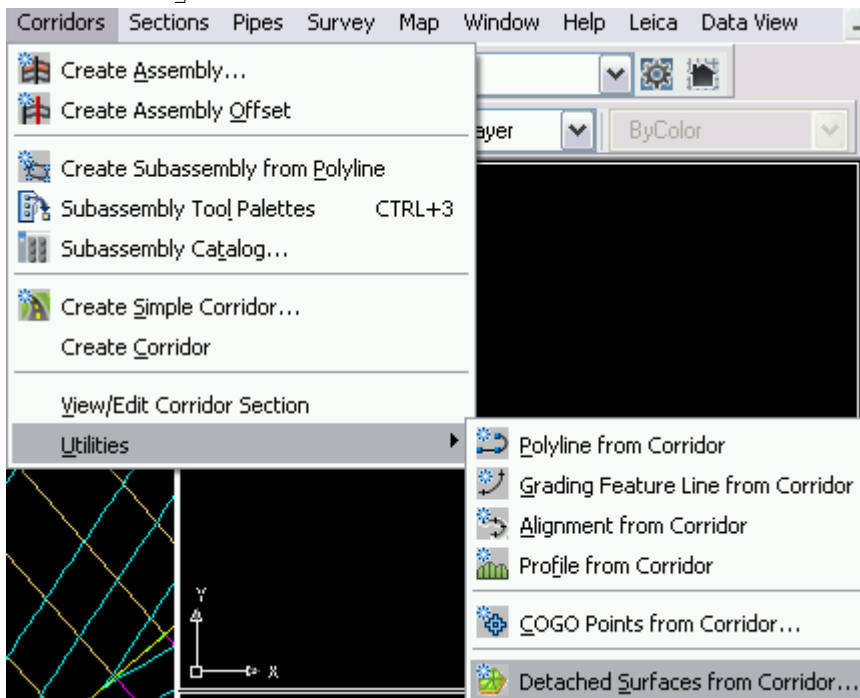 Corridors Sections Pipes Survey Map Window Help Leica Data View
Create Assembly...
Create Assembly Offset
ayer ByColor
Create Subassembly from Polyline
Subassembly Tool Palettes CTRL+3
Subassembly Catalog...
Create Simple Corridor...
Create Corridor
View/Edit Corridor Section
Utilities
Polyline from Corridor
Grading Feature Line from Corridor
Alignment from Corridor
Profile from Corridor
COGO Points from Corridor...
Detached Surfaces from Corridor...
Y
X